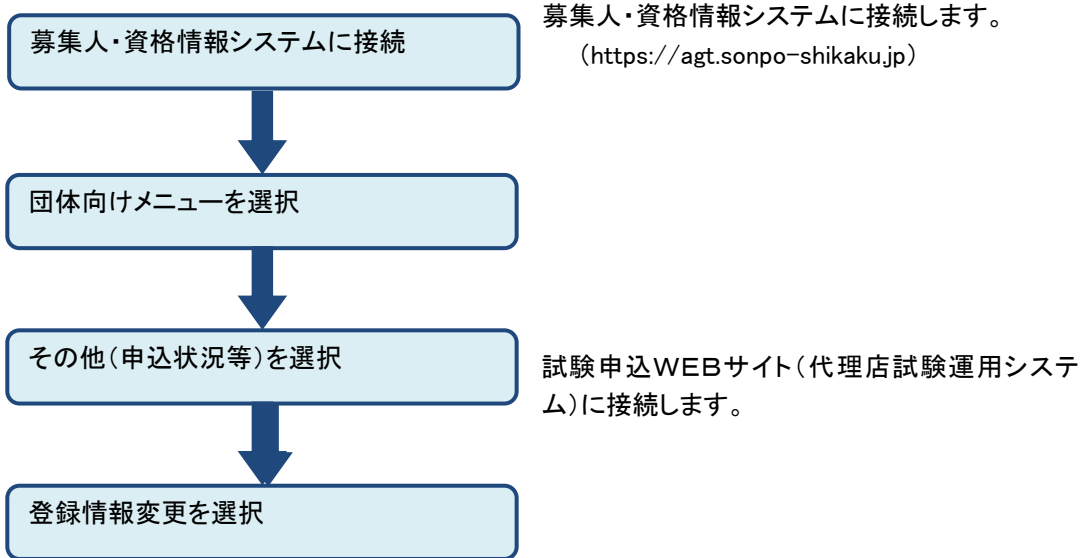 募集人・資格情報システムに接続
募集人・資格情報システムに接続します。
（https://agt.sonpo-shikaku.jp）
団体向けメニューを選択
その他（申込状況等）を選択
試験申込WEBサイト（代理店試験運用システ
ム）に接続します。
登録情報変更を選択